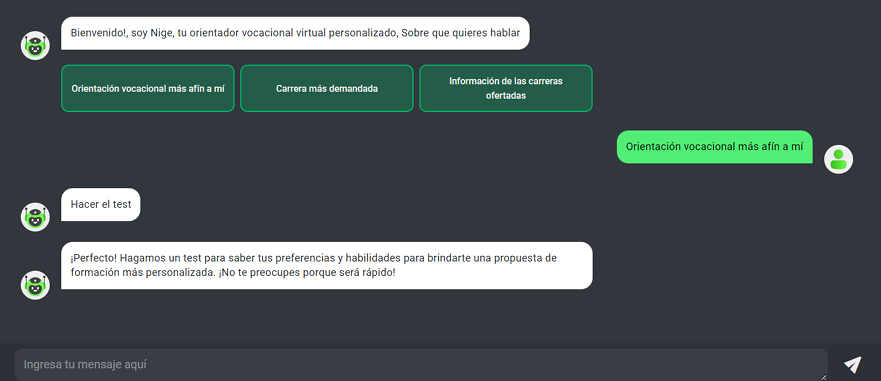 Bienvenido!, soy Nige, tu orientador vocacional virtual personalizado, Sobre que quieres hablar
Orientación vocacional más afín a mí
Carrera más demandada
Información de las carreras
ofertadas
Orientación vocacional más afín a mí
Hacer el test
¡Perfecto! Hagamos un test para saber tus preferencias y habilidades para brindarte una propuesta de
formación más personalizada. ¡No te preocupes porque será rápido!
Ingresa tu mensaje aquí